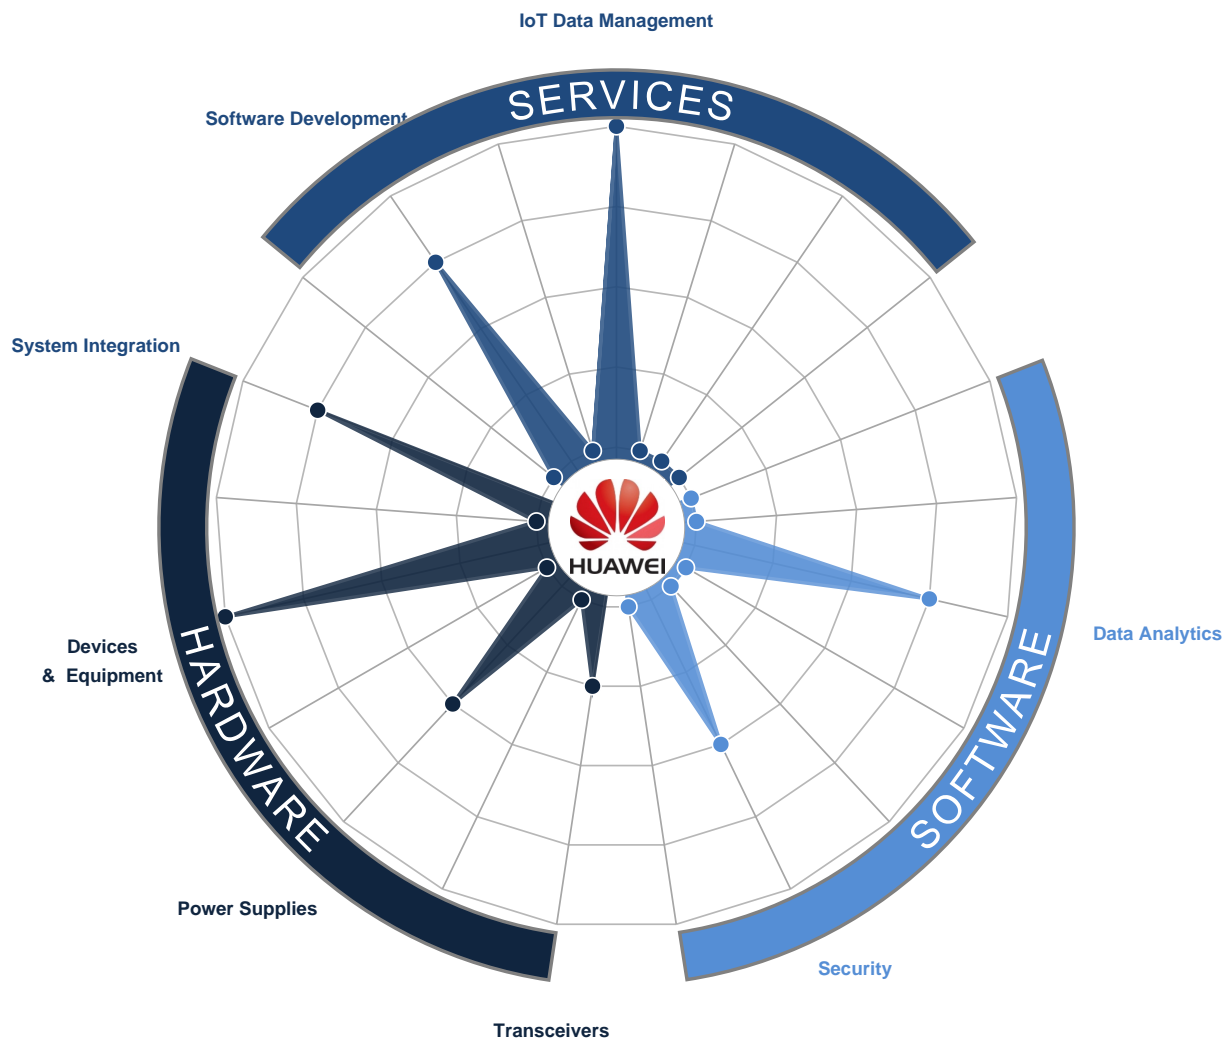 IoT Data Management
SERVICES
Software Development
System Integration
HUAWEI
Data Analytics
Devices
& Equipment
HARDWARE
SOFTWARE
Power Supplies
Security
Transceivers